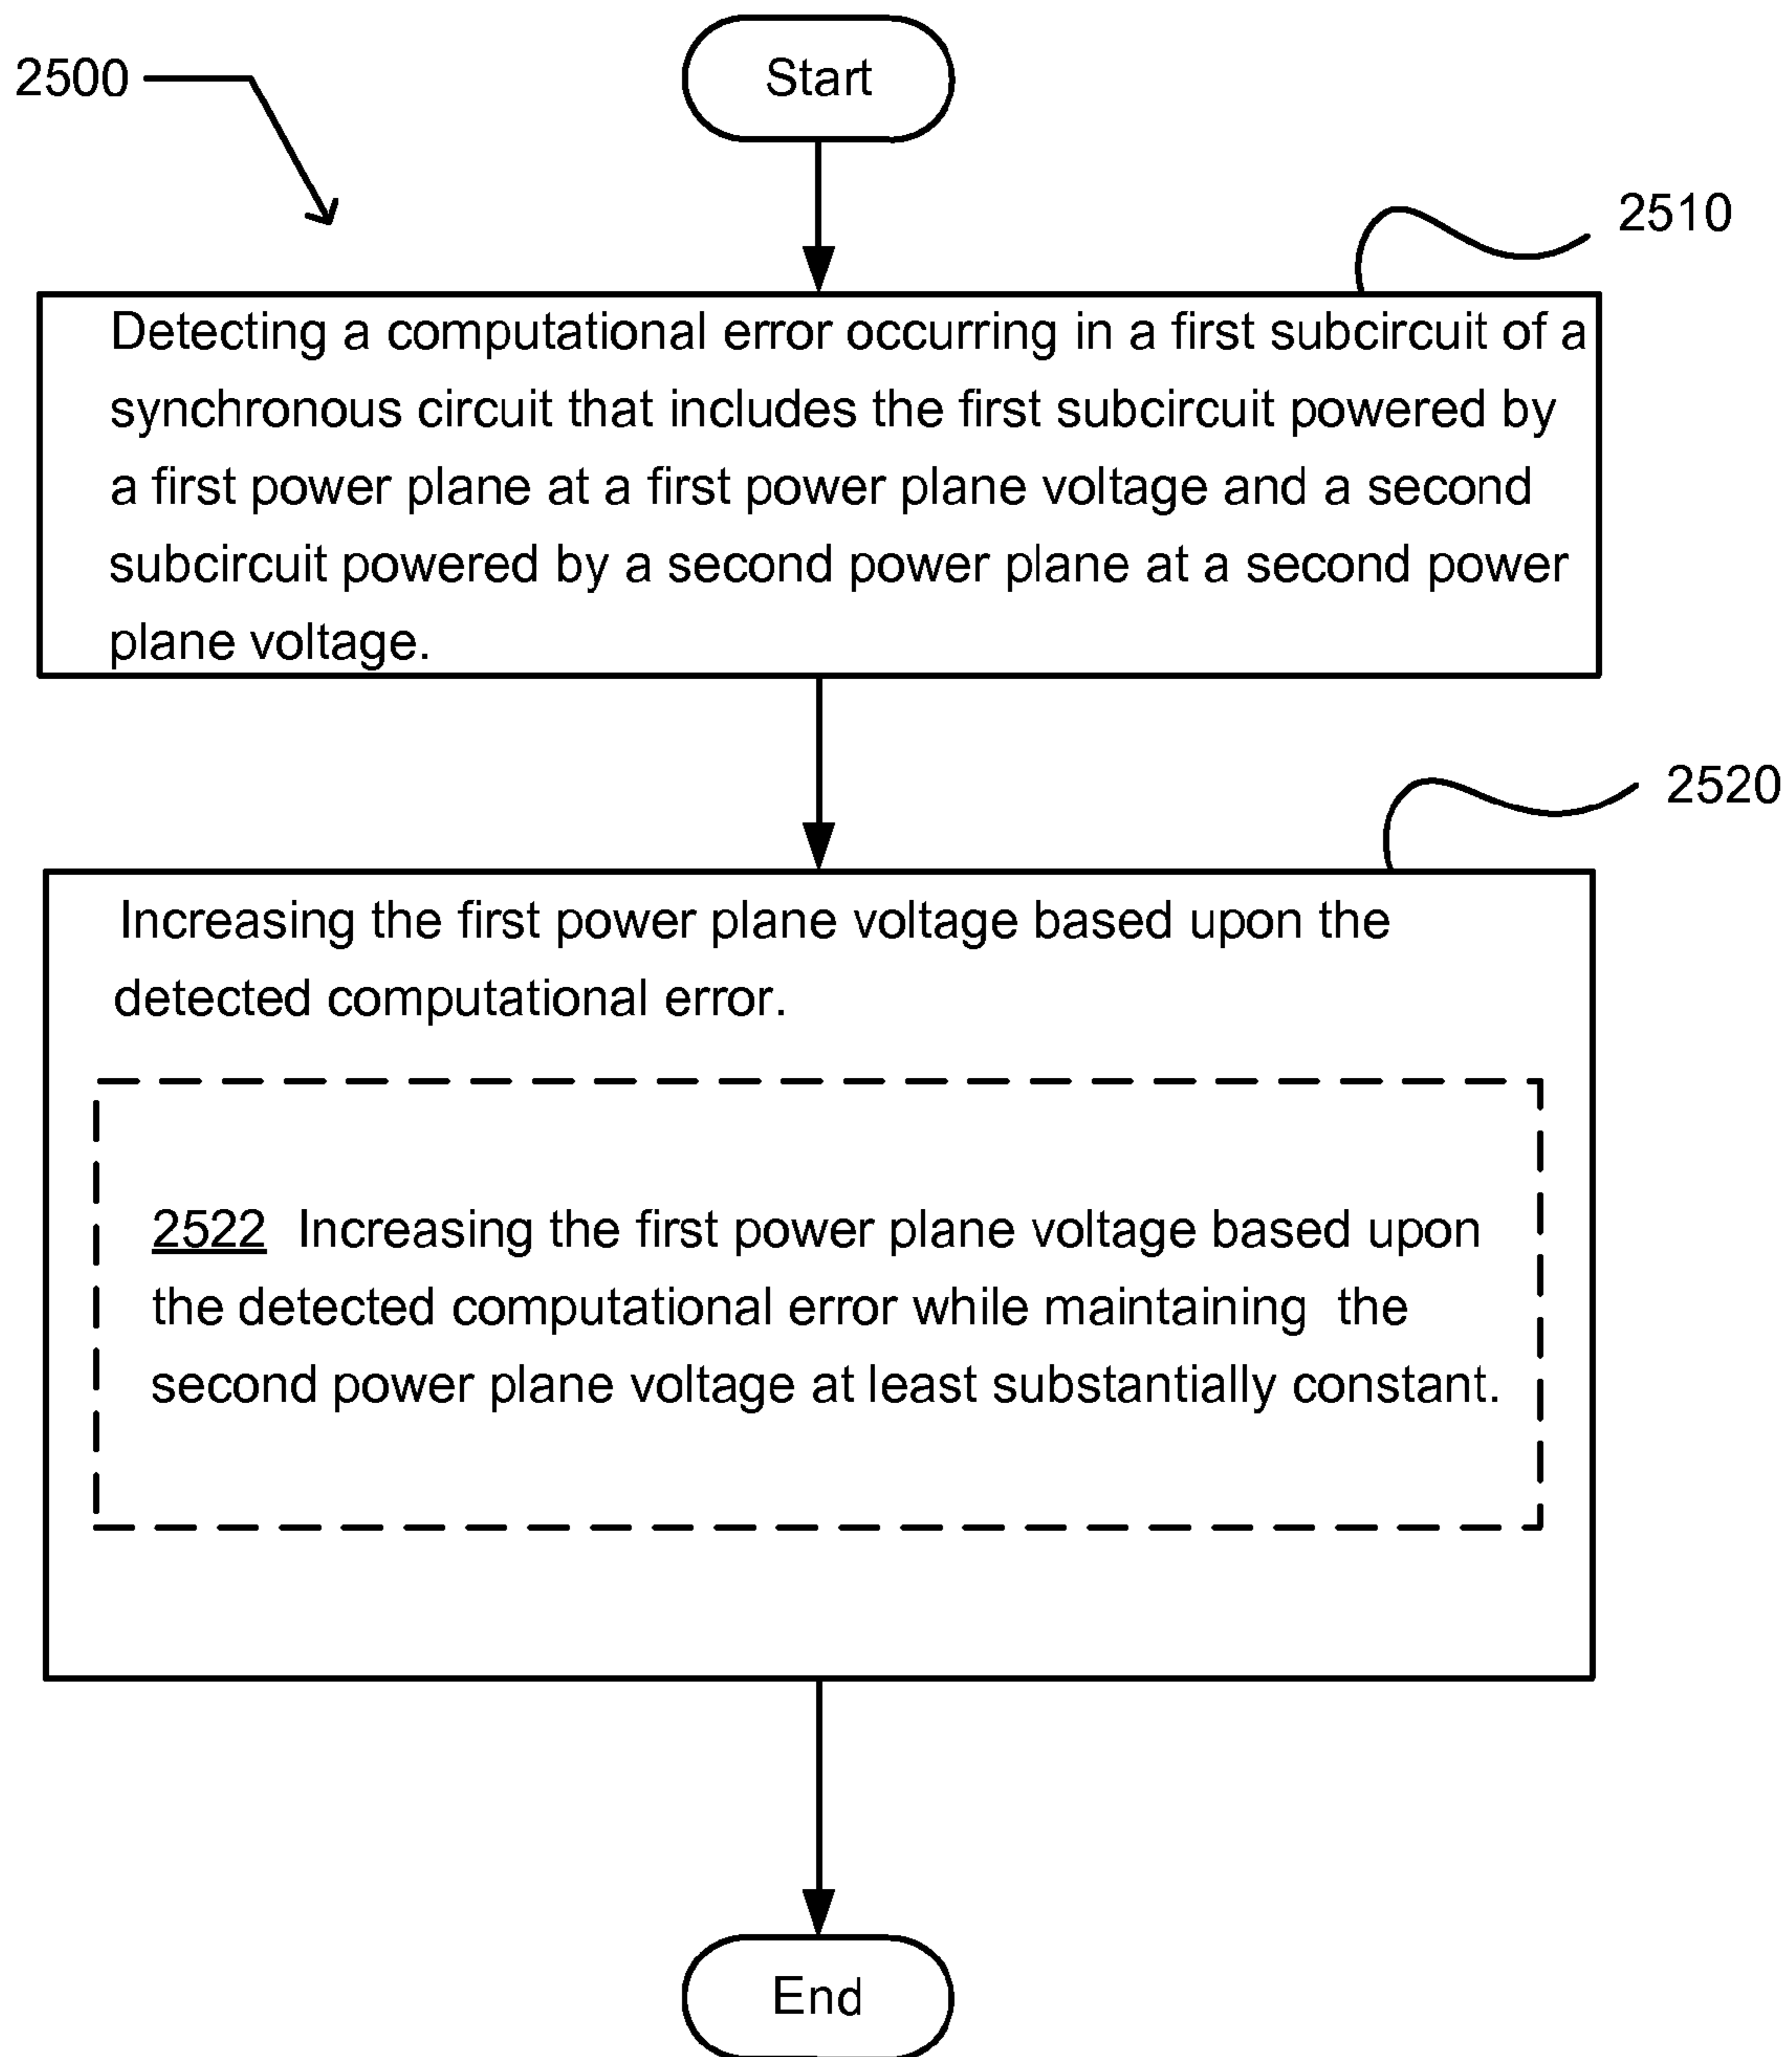 Start
2500
2510
Detecting a computational error occurring in a first subcircuit of a
synchronous circuit that includes the first subcircuit powered by
a first power plane at a first power plane voltage and a second
subcircuit powered by a second power plane at a second power
plane voltage.
2520
Increasing the first power plane voltage based upon the
detected computational error.
2522 Increasing the first power plane voltage based upon
the detected computational error while maintaining the
second power plane voltage at least substantially constant.
End